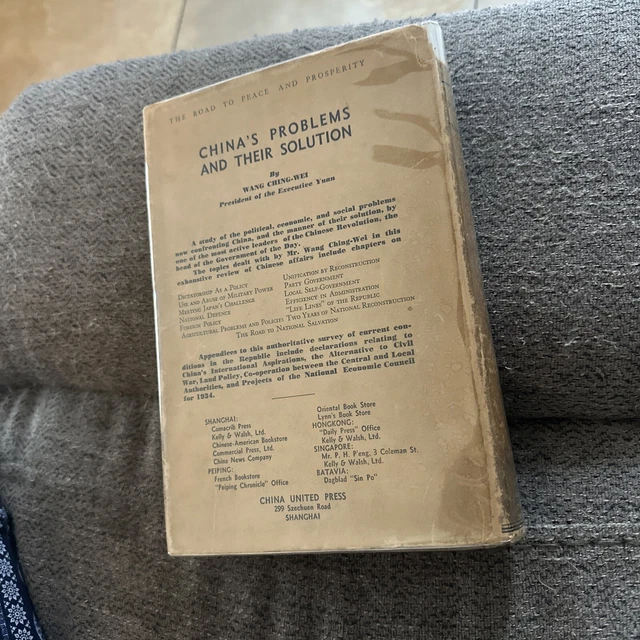 THE ROAD TO PEACE AND PROSPERITY
CHINA'S PROBLEMS
AND THEIR SOLUTION
By
WANG CHING-WEI
President of the Executive Yuan
A study of the political, economic, and social problems
now confronting China, and the manner of their solution, by
one of the most active leaders of the Chinese Revolution, the
head of the Government of the Day.
The topics dealt with by Mr. Wang Ching-Wei in this
exhaustive review of Chinese affairs include chapters on
DICTATORSHIP AS A POLICY
USE AND ABUSE OF MILITARY POWER
MEETING JAPAN'S CHALLENGE
NATIONAL DEFENCE
FOREIGN POLICY
AGRICULTURAL PROBLEMS AND POLICIES
UNIFICATION BY RECONSTRUCTION
PARTY GOVERNMENT
LOCAL SELF-GOVERNMENT
EFFICIENCY IN ADMINISTRATION
"LIFE LINES" OF THE REPUBLIC
TWO YEARS OF NATIONAL RECONSTRUCTION
THE ROAD TO NATIONAL SALVATION
Appendices to this authoritative survey of current con-
ditions in the Republic include declarations relating to
China's International Aspirations, the Alternative to Civil
War, Land Policy, Co-operation between the Central and Local
Authorities, and Projects of the National Economic Council
for 1934.
SHANGHAI:
Comacrib Press
Kelly & Walsh, Ltd.
Chinese-American Bookstore
Commercial Press, Ltd.
China News Company
PEIPING:
French Bookstore
"Peiping Chronicle" Office
Oriental Book Store
Lynn's Book Store
HONGKONG:
"Daily Press" Office
Kelly & Walsh, Ltd.
SINGAPORE:
Mr. P. H. P'eng, 3 Coleman St.
Kelly & Walsh, Ltd.
BATAVIA:
Dagblad "Sin Po"
CHINA UNITED PRESS
299 Szechuen Road
SHANGHAI